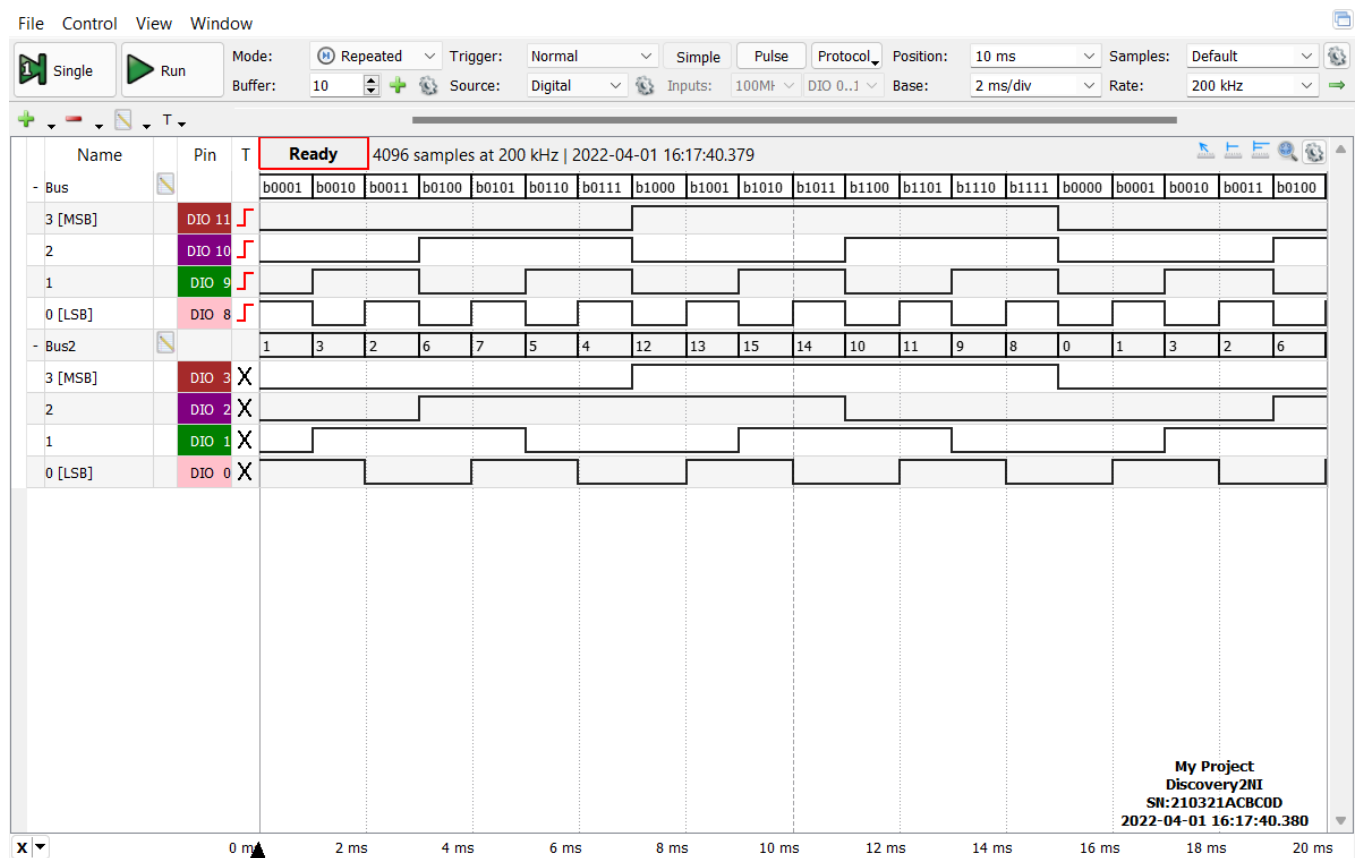 File Control View Window
Single Run Mode: Repeated Trigger: Normal Simple Pulse Protocol Position: 10 ms Samples: Default
Buffer: 10 Source: Digital Inputs: 100MH DIO 0..1 Base: 2 ms/div Rate: 200 kHz
T
Name Pin T Ready 4096 samples at 200 kHz | 2022-04-01 16:17:40.379
- Bus b0001 b0010 b0011 b0100 b0101 b0110 b0111 b1000 b1001 b1010 b1011 b1100 b1101 b1110 b1111 b0000 b0001 b0010 b0011 b0100
3 [MSB] DIO 11
2 DIO 10
1 DIO 9
0 [LSB] DIO 8
- Bus2 1 3 2 6 7 5 4 12 13 15 14 10 11 9 8 0 1 3 2 6
3 [MSB] DIO 3 X
2 DIO 2 X
1 DIO 1 X
0 [LSB] DIO 0 X
My Project
Discovery2NI
SN:210321ACBC0D
2022-04-01 16:17:40.380
X 0 ms 2 ms 4 ms 6 ms 8 ms 10 ms 12 ms 14 ms 16 ms 18 ms 20 ms